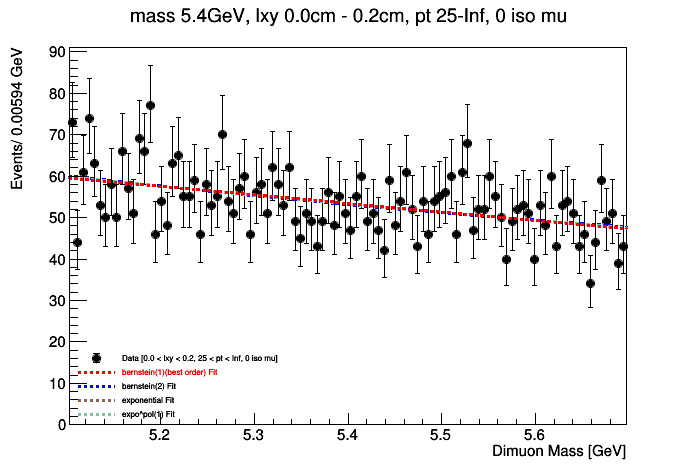 mass 5.4GeV, lxy 0.0cm - 0.2cm, pt 25-Inf, 0 iso mu
Events/ 0.00594 GeV
90
80
70
60
50
40
30
20
10
0
Data [0.0 < lxy < 0.2, 25 < pt < Inf, 0 iso mu]
bernstein(1)(best order) Fit
bernstein(2) Fit
exponential Fit
expo*pol(1) Fit
5.2 5.3 5.4 5.5 5.6
Dimuon Mass [GeV]